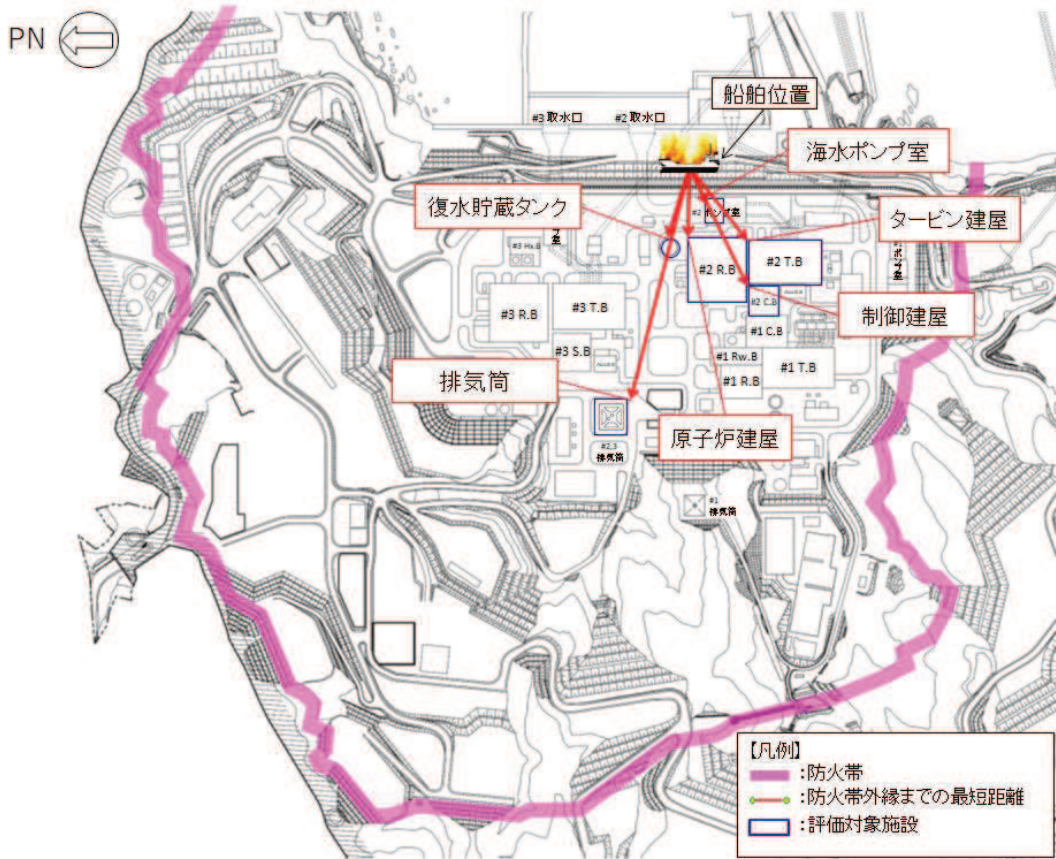 PN
船舶位置
#3 取水口
#2 取水口
海水ポンプ室
復水貯蔵タンク
#2 ポンプ室
タービン建屋
#3 Hx.B
#2 R.B
#2 T.B
#2 C.B
制御建屋
#3 R.B
#3 T.B
#1 C.B
#3 S.B
#1 Rw.B
#1 T.B
#1 R.B
排気筒
原子炉建屋
#2,3
排気筒
#1
排気筒
【凡例】
:防火帯
:防火帯外縁までの最短距離
:評価対象施設